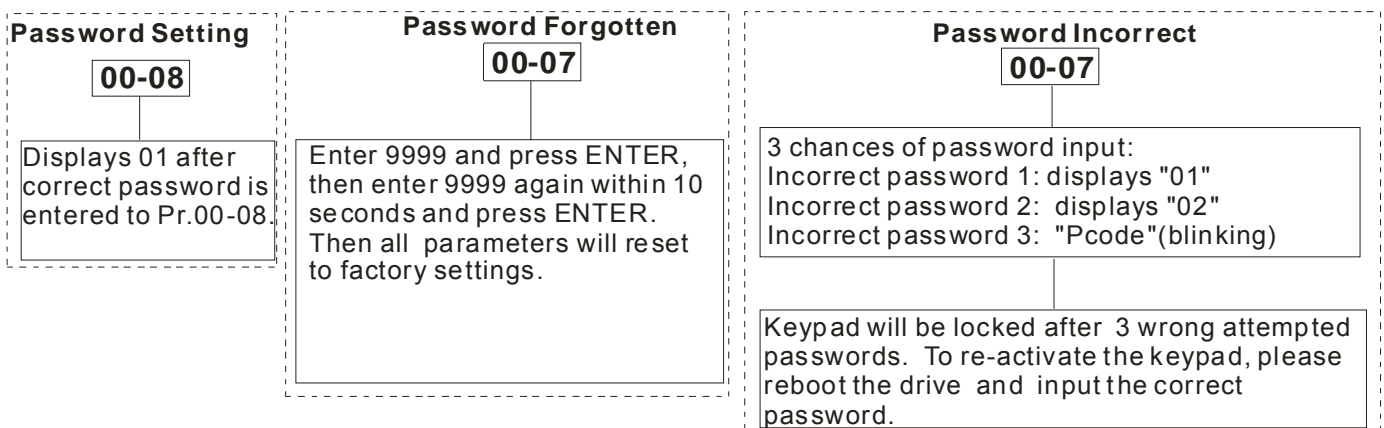 Password Setting
00-08
Displays 01 after
correct password is
entered to Pr.00-08.
Password Forgotten
00-07
Enter 9999 and press ENTER,
then enter 9999 again within 10
seconds and press ENTER.
Then all parameters will reset
to factory settings.
Password Incorrect
00-07
3 chances of password input:
Incorrect password 1: displays "01"
Incorrect password 2: displays "02"
Incorrect password 3: "Pcode"(blinking)
Keypad will be locked after 3 wrong attempted
passwords. To re-activate the keypad, please
reboot the drive and input the correct
password.